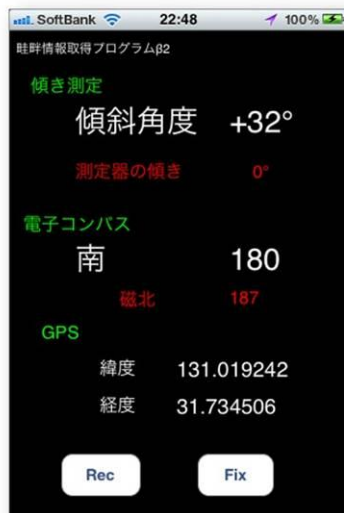 SoftBank 22:48 100%
畦畔情報取得プログラムβ2
傾き測定
傾斜角度 +32°
測定器の傾き 0°
電子コンパス
南 180
磁北 187
GPS
緯度 131.019242
経度 31.734506
Rec Fix